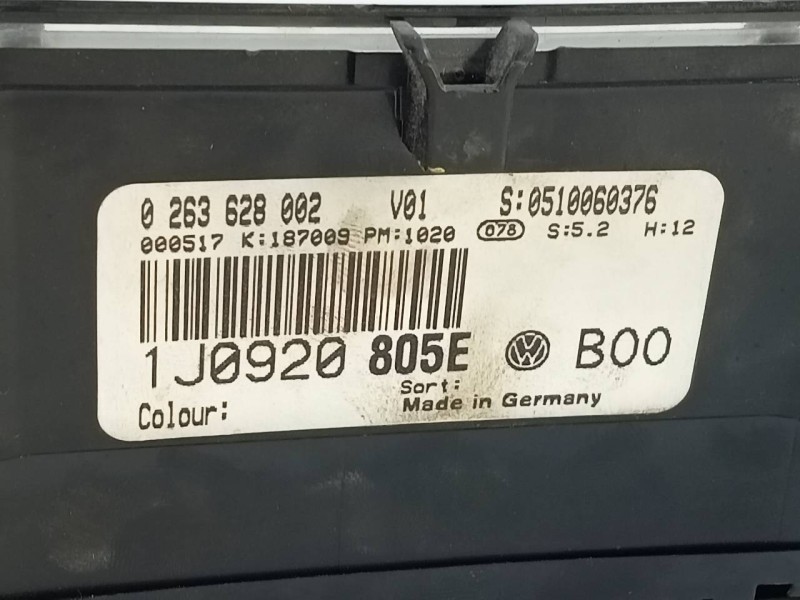 0 263 628 002 V01 S:0510060376
000517 K:187009 PM:1020 078 S:5.2 H:12
1J0920 805E VW B00
Sort:
Colour: Made in Germany